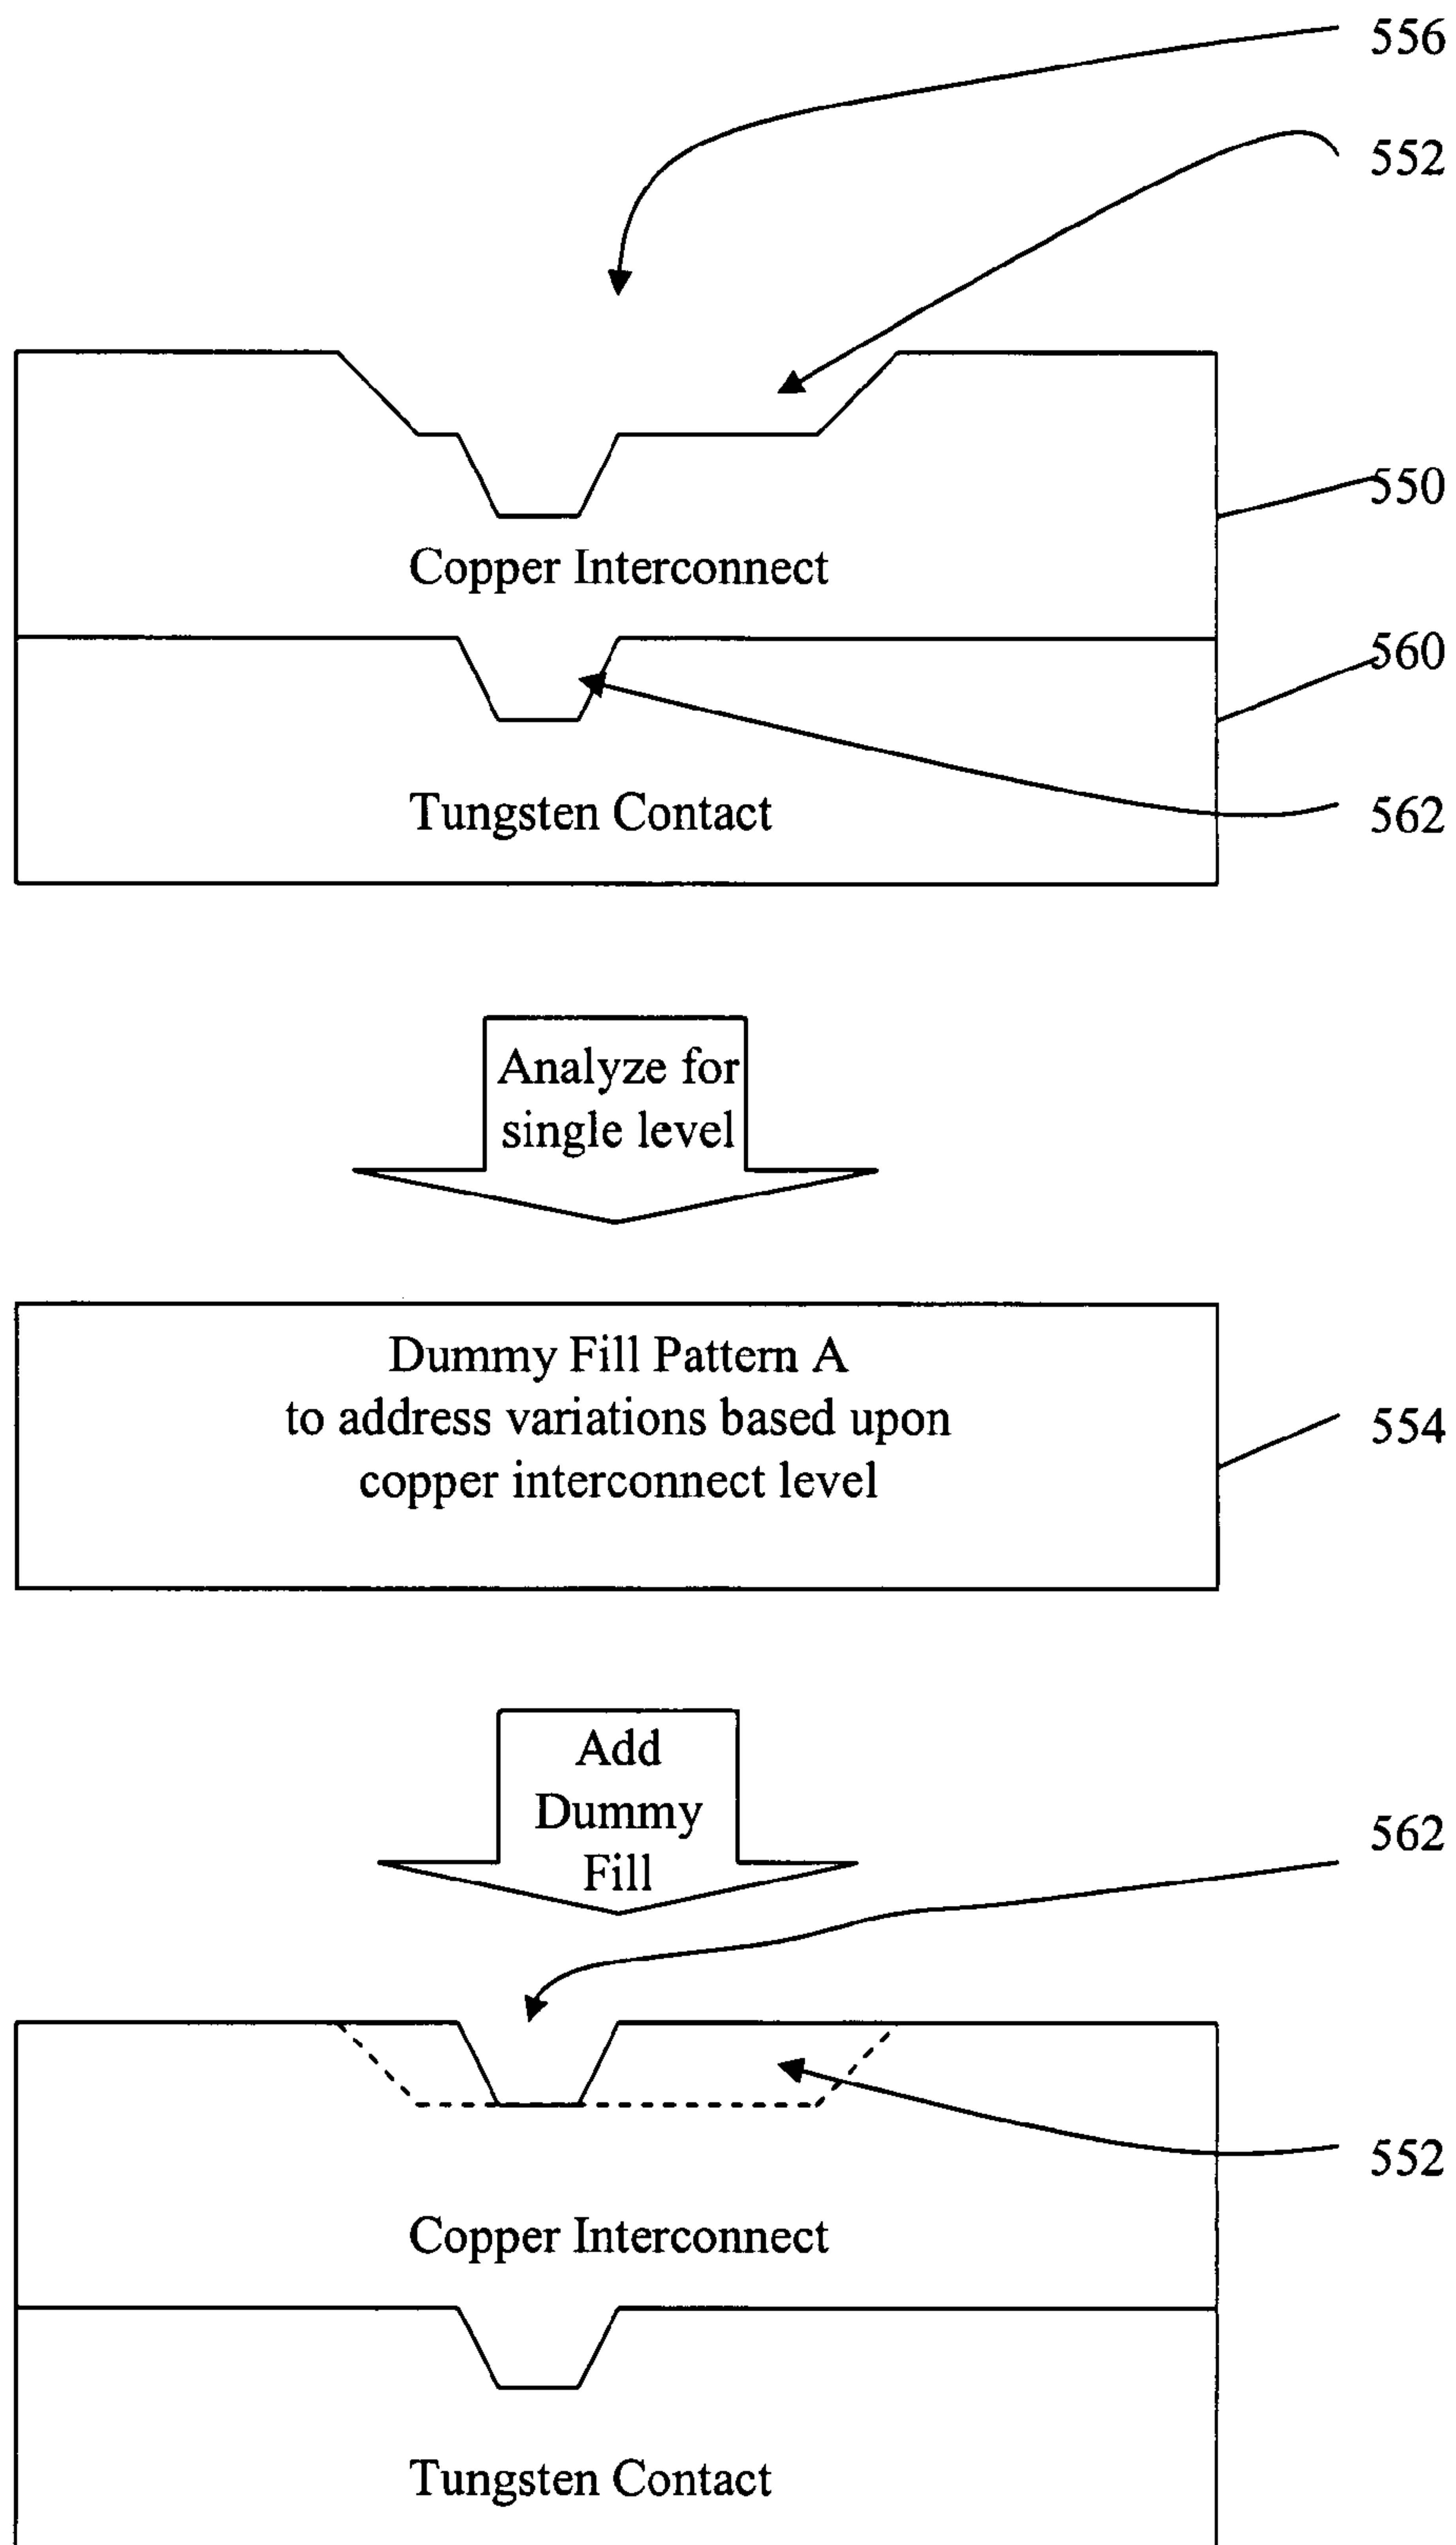 556
552
550
Copper Interconnect
560
Tungsten Contact
562
Analyze for
single level
Dummy Fill Pattern A
to address variations based upon
copper interconnect level
554
Add
Dummy
Fill
562
552
Copper Interconnect
Tungsten Contact